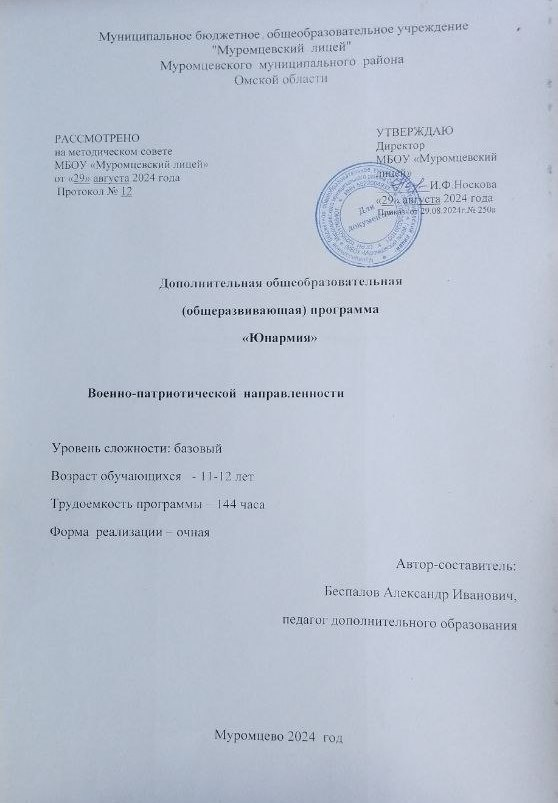 Муниципальное бюджетное общеобразовательное учреждение
"Муромцевский лицей"
Муромцевского муниципального района
Омской области
РАССМОТРЕНО
на методическом совете
МБОУ «Муромцевский лицей»
от «29» августа 2024 года
Протокол № 12
УТВЕРЖДАЮ
Директор
МБОУ «Муромцевский
лицей»
И.Ф.Носкова
«29» августа 2024 года
Приказ от 29.08.2024г.№ 250в
Для
документов
Дополнительная общеобразовательная
(общеразвивающая) программа
«Юнармия»
Военно-патриотической направленности
Уровень сложности: базовый
Возраст обучающихся - 11-12 лет
Трудоемкость программы – 144 часа
Форма реализации – очная
Автор-составитель:
Беспалов Александр Иванович,
педагог дополнительного образования
Муромцево 2024 год